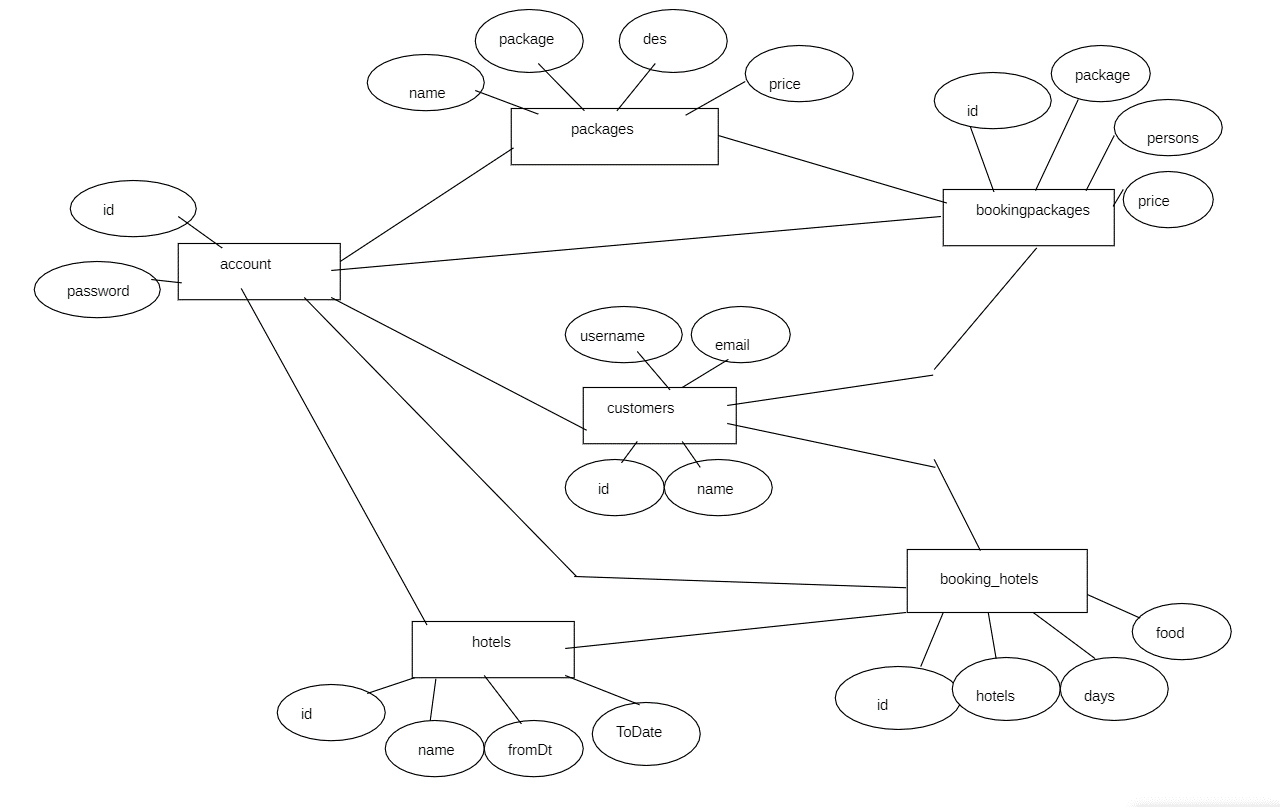 package
des
name
price
packages
id
package
persons
price
bookingpackages
id
password
account
username
email
customers
id
name
booking_hotels
food
id
hotels
days
hotels
id
name
fromDt
ToDate